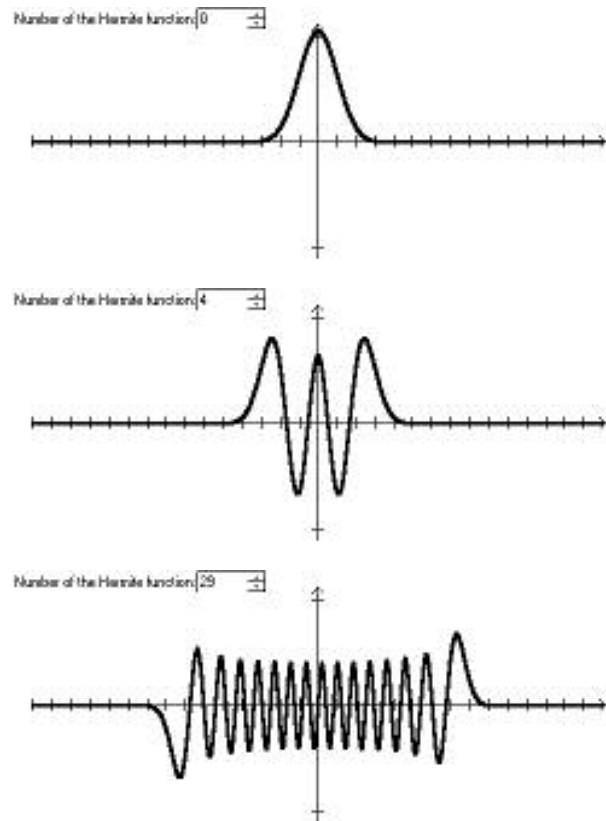 Number of the Hermite function: 0
Number of the Hermite function: 4
Number of the Hermite function: 29